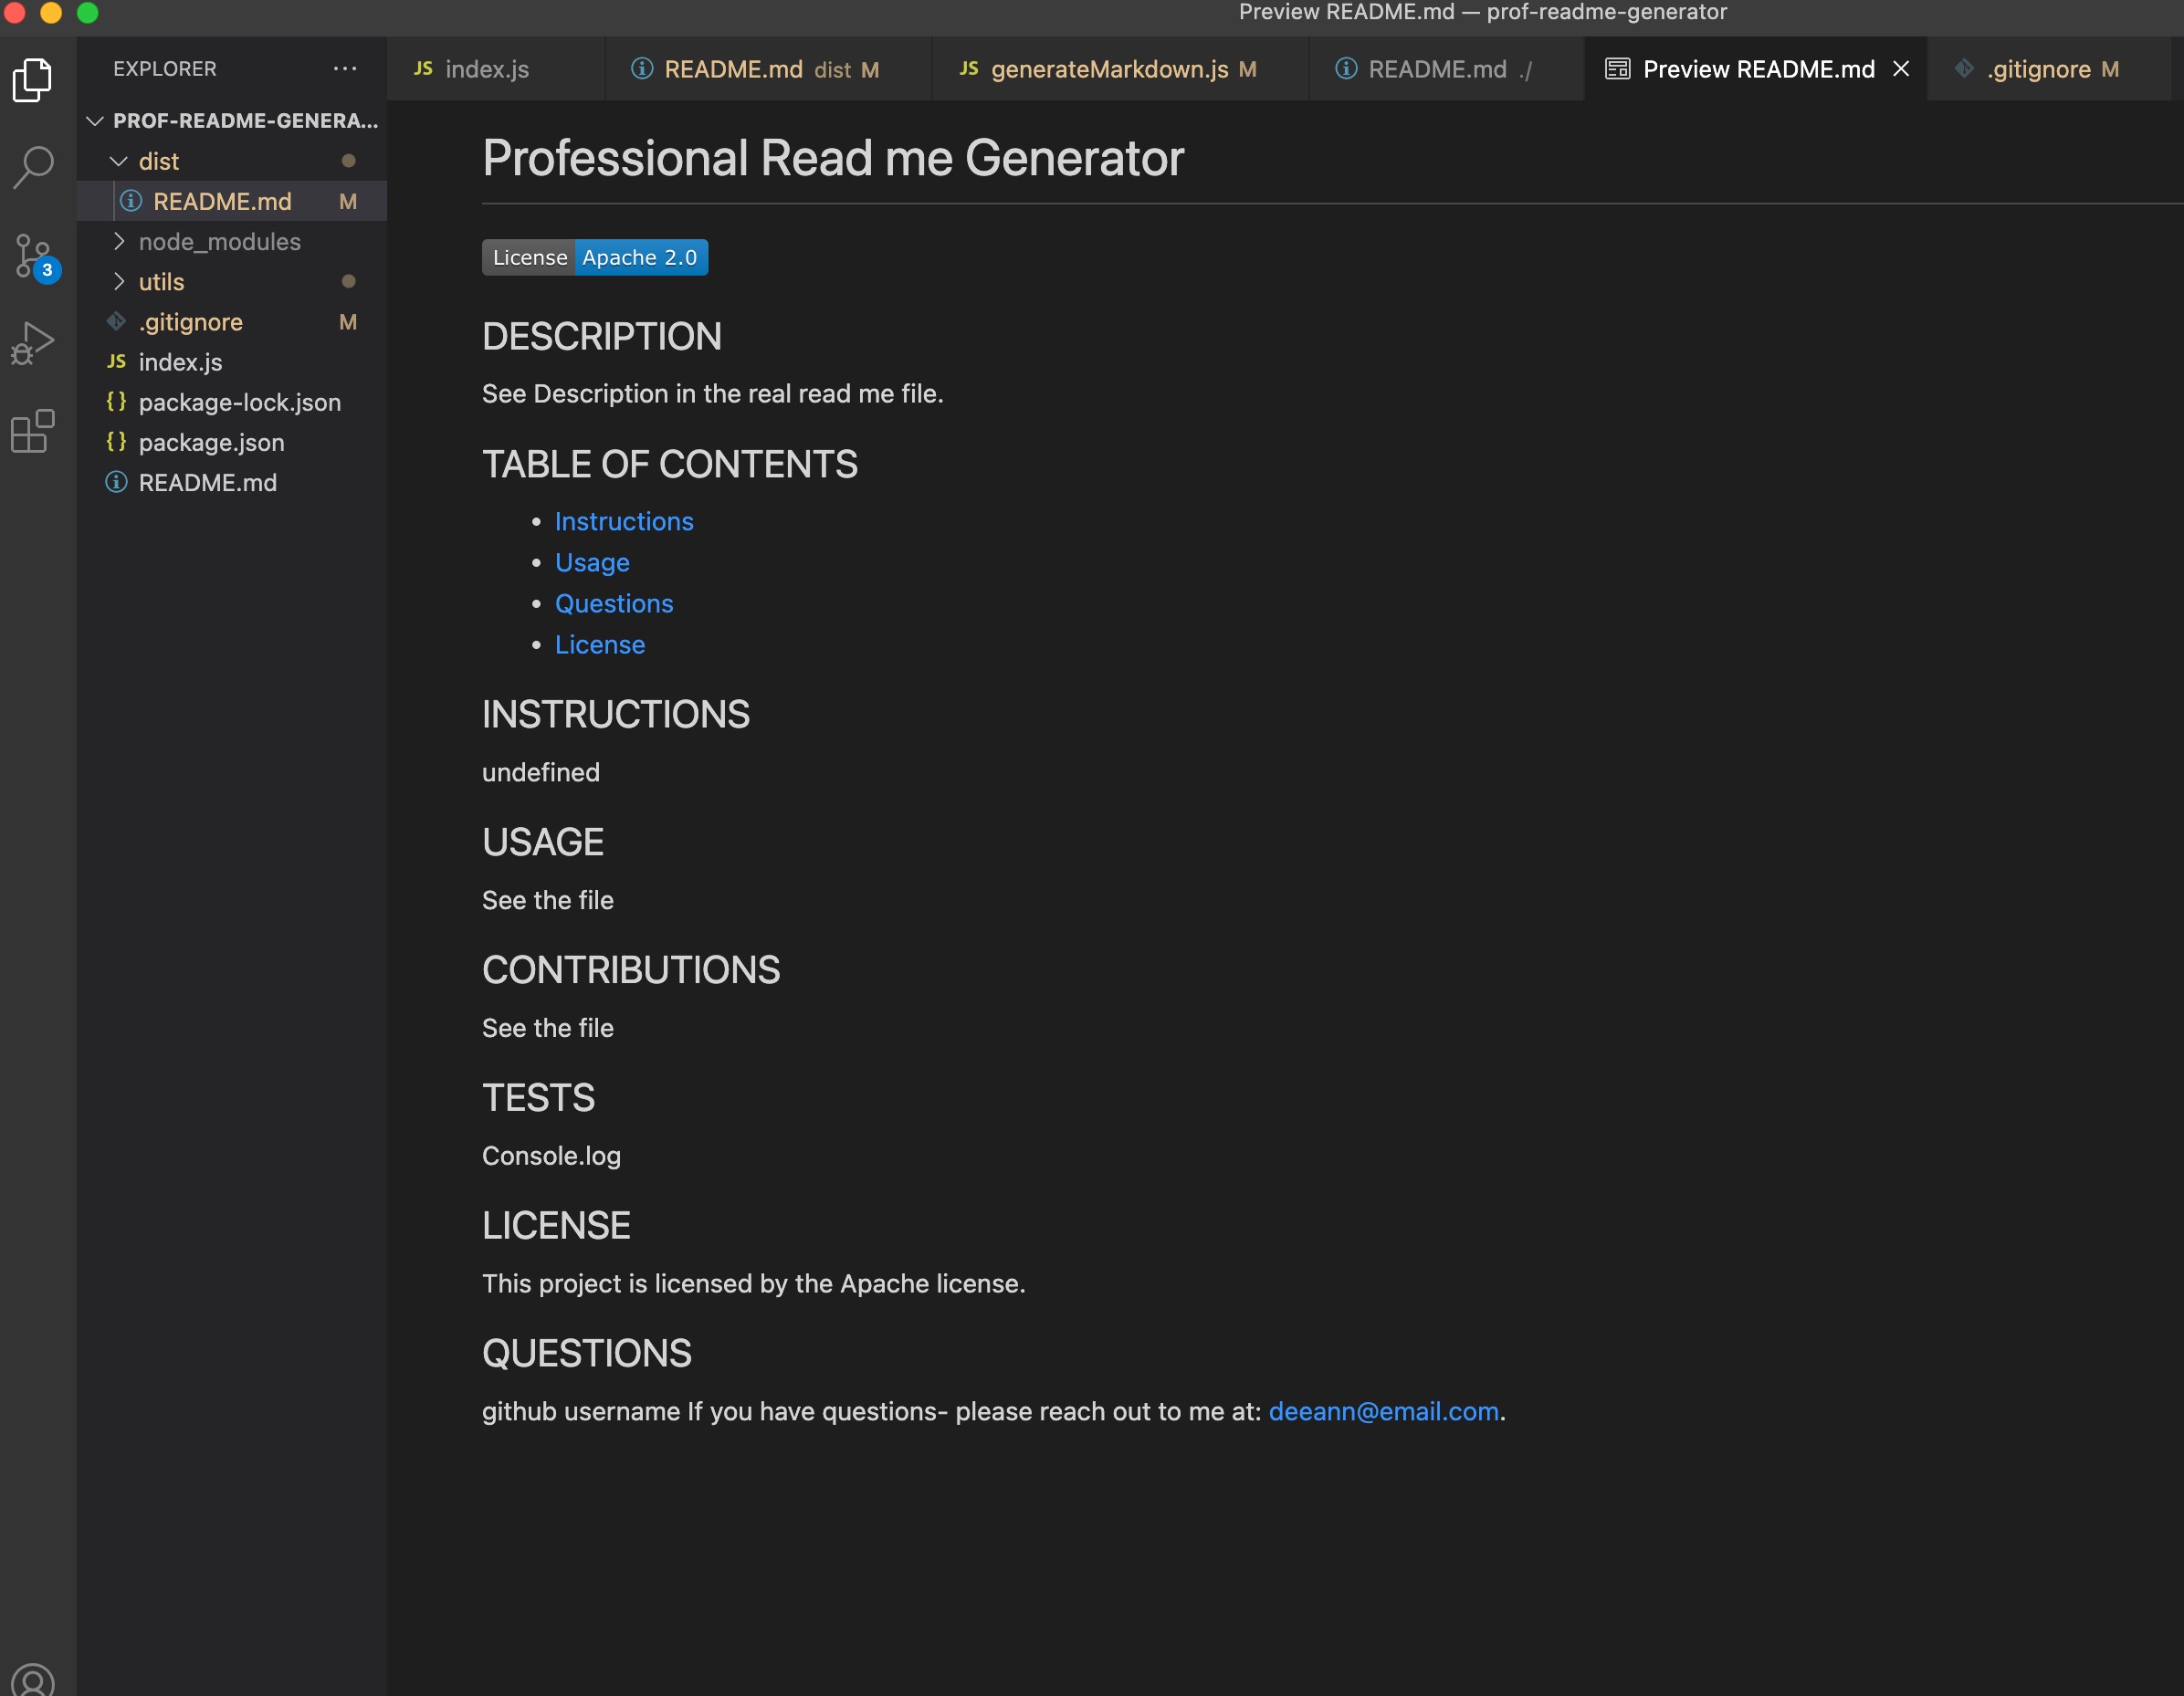 Preview README.md — prof-readme-generator
EXPLORER ···
JS index.js
README.md dist M
JS generateMarkdown.js M
README.md ./
Preview README.md
.gitignore M
PROF-README-GENERA...
dist
README.md M
node_modules
utils
.gitignore M
JS index.js
{} package-lock.json
{} package.json
README.md
3
Professional Read me Generator
License Apache 2.0
DESCRIPTION
See Description in the real read me file.
TABLE OF CONTENTS
• Instructions
• Usage
• Questions
• License
INSTRUCTIONS
undefined
USAGE
See the file
CONTRIBUTIONS
See the file
TESTS
Console.log
LICENSE
This project is licensed by the Apache license.
QUESTIONS
github username If you have questions- please reach out to me at: deeann@email.com.